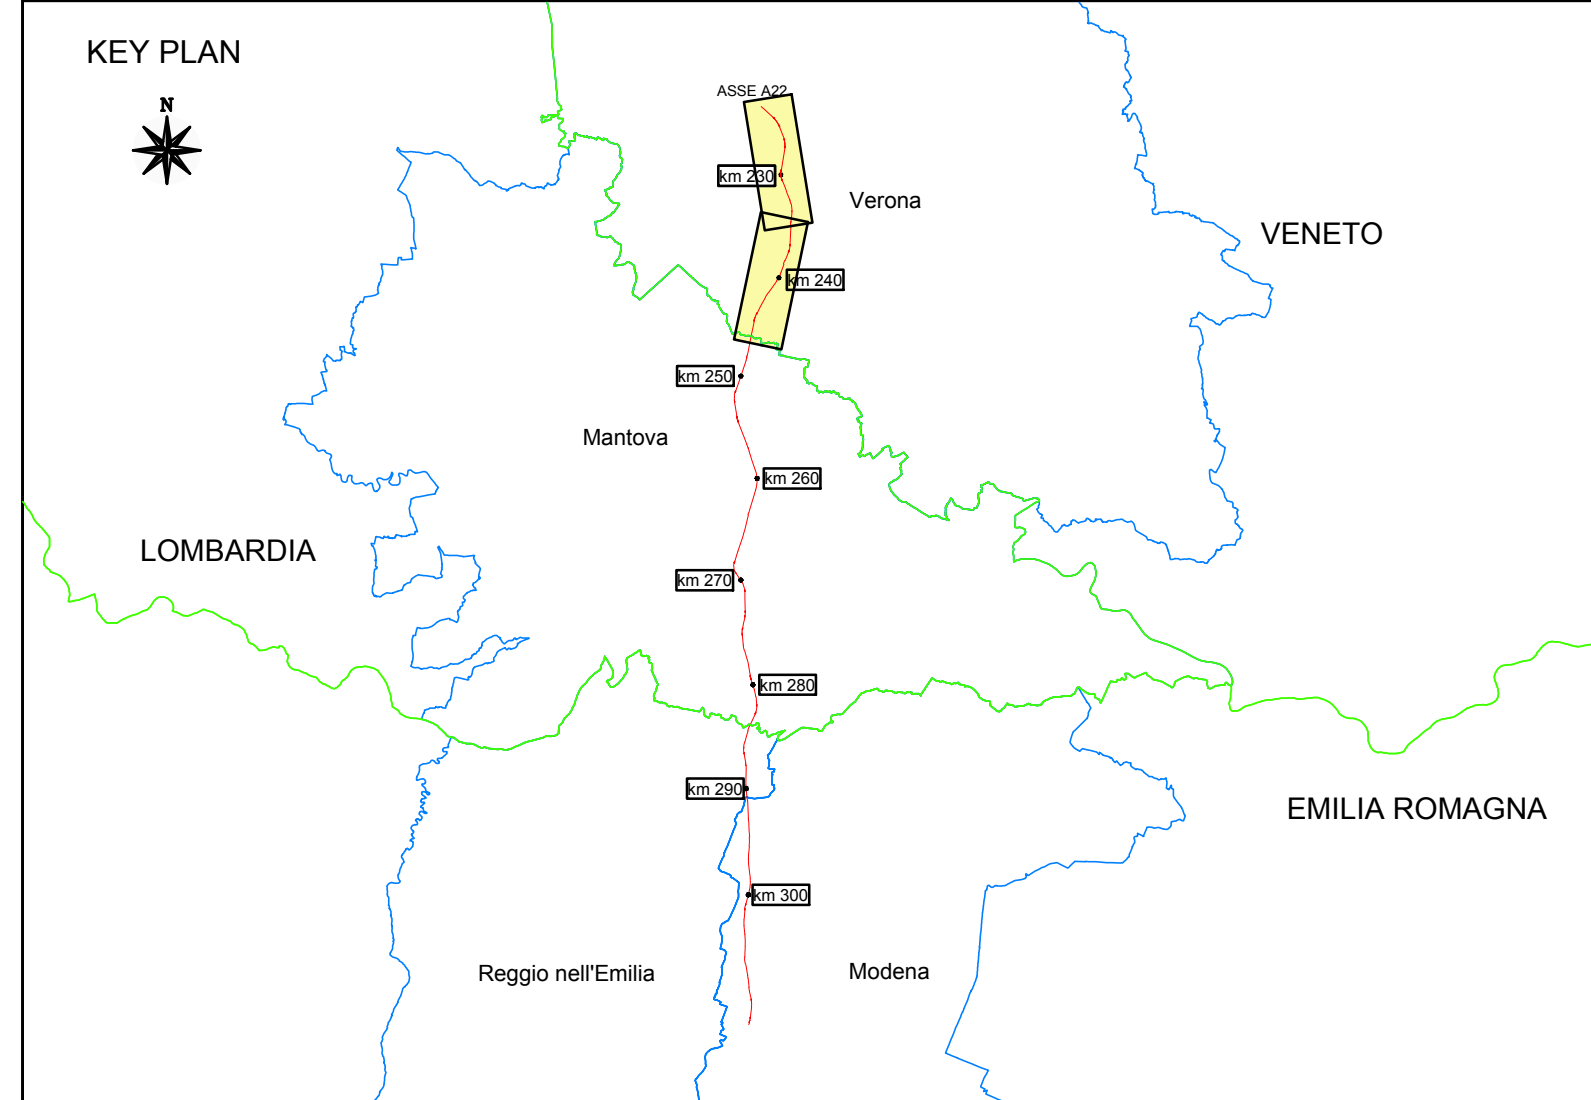 KEY PLAN
N
ASSE A22
km 230
Verona
VENETO
km 240
km 250
Mantova
km 260
LOMBARDIA
km 270
km 280
km 290
EMILIA ROMAGNA
km 300
Reggio nell'Emilia
Modena